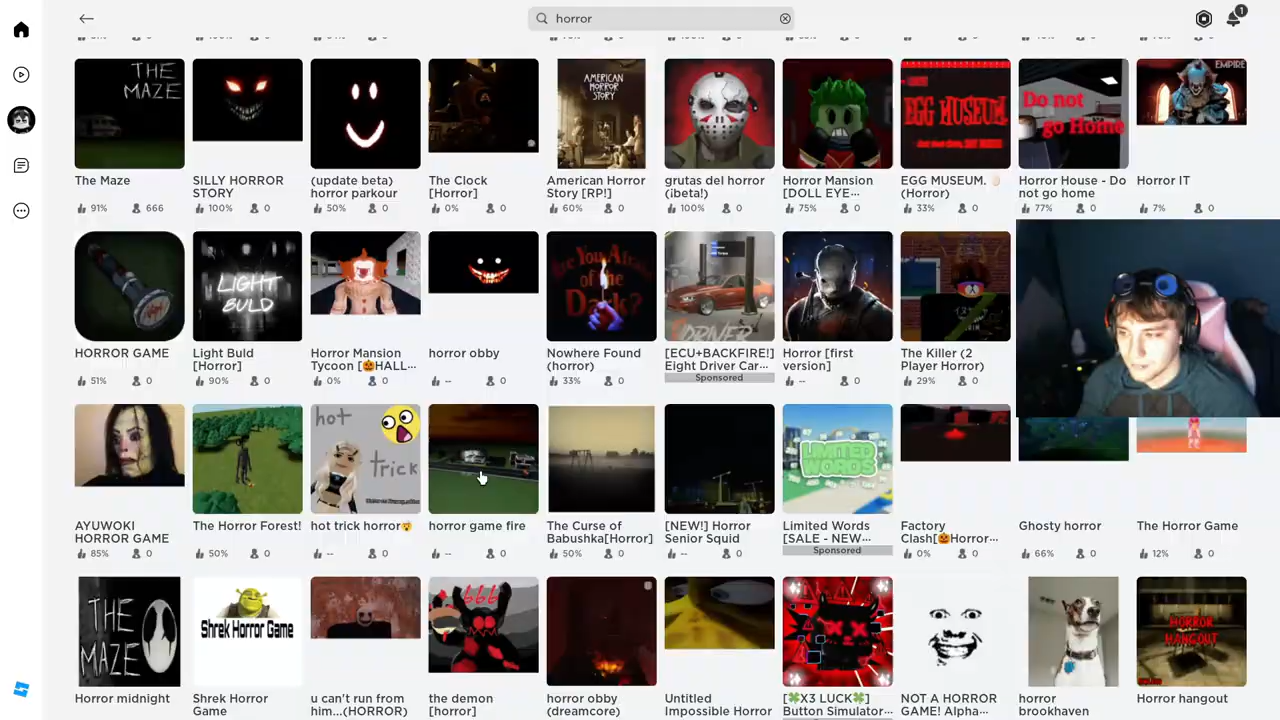 horror
1
THE MAZE
AMERICAN HORROR STORY
EGG MUSEUM
Do not go Home
EMPIRE
The Maze
SILLY HORROR STORY
(update beta) horror parkour
The Clock [Horror]
American Horror Story [RP!]
grutas del horror (¡beta!)
Horror Mansion [DOLL EYE...
EGG MUSEUM.🥚 (Horror)
Horror House - Do not go home
Horror IT
91% 666
100% 0
50% 0
0% 0
60% 0
100% 0
75% 0
33% 0
77% 0
7% 0
LIGHT BULD
Are You Afraid of the Dark?
DRIVER
HORROR GAME
Light Buld [Horror]
Horror Mansion Tycoon [🎃HALL...
horror obby
Nowhere Found (horror)
[ECU+BACKFIRE!] Eight Driver Car...
Horror [first version]
The Killer (2 Player Horror)
51% 0
90% 0
0% 0
-- 0
33% 0
Sponsored
-- 0
29% 0
hot trick
LIMITED WORDS
AYUWOKI HORROR GAME
The Horror Forest!
hot trick horror😲
horror game fire
The Curse of Babushka[Horror]
[NEW!] Horror Senior Squid
Limited Words [SALE - NEW...
Factory Clash[🎃Horror...
Ghosty horror
The Horror Game
85% 0
50% 0
-- 0
-- 0
50% 0
-- 0
Sponsored
0% 0
66% 0
12% 0
THE MAZE
Shrek Horror Game
666
HORROR HANGOUT
Horror midnight
Shrek Horror Game
u can't run from him...(HORROR)
the demon [horror]
horror obby (dreamcore)
Untitled Impossible Horror
[🍀X3 LUCK🍀] Button Simulator...
NOT A HORROR GAME! Alpha...
horror brookhaven
Horror hangout